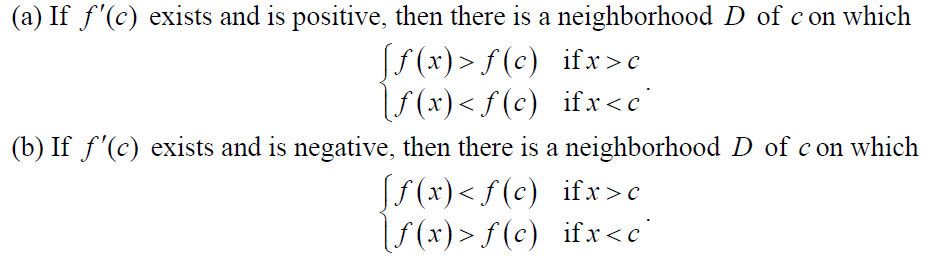 (a) If f'(c) exists and is positive, then there is a neighborhood D of c on which
{ f(x) > f(c) if x > c
f(x) < f(c) if x < c .
(b) If f'(c) exists and is negative, then there is a neighborhood D of c on which
{ f(x) < f(c) if x > c
f(x) > f(c) if x < c .